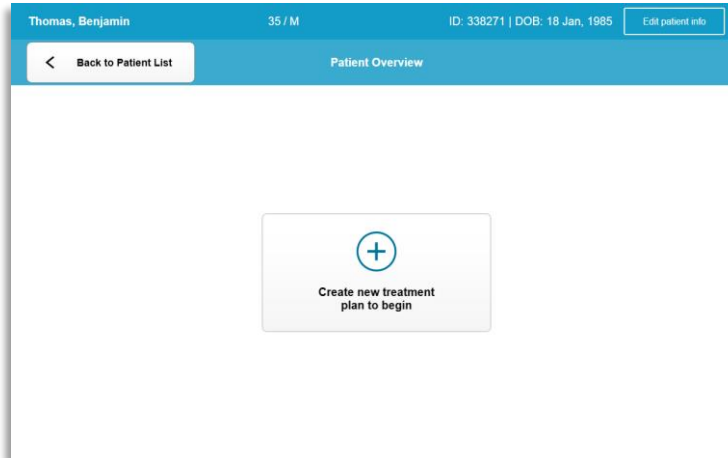 Thomas, Benjamin 35 / M ID: 338271 | DOB: 18 Jan, 1985 Edit patient info
Back to Patient List Patient Overview
Create new treatment
plan to begin